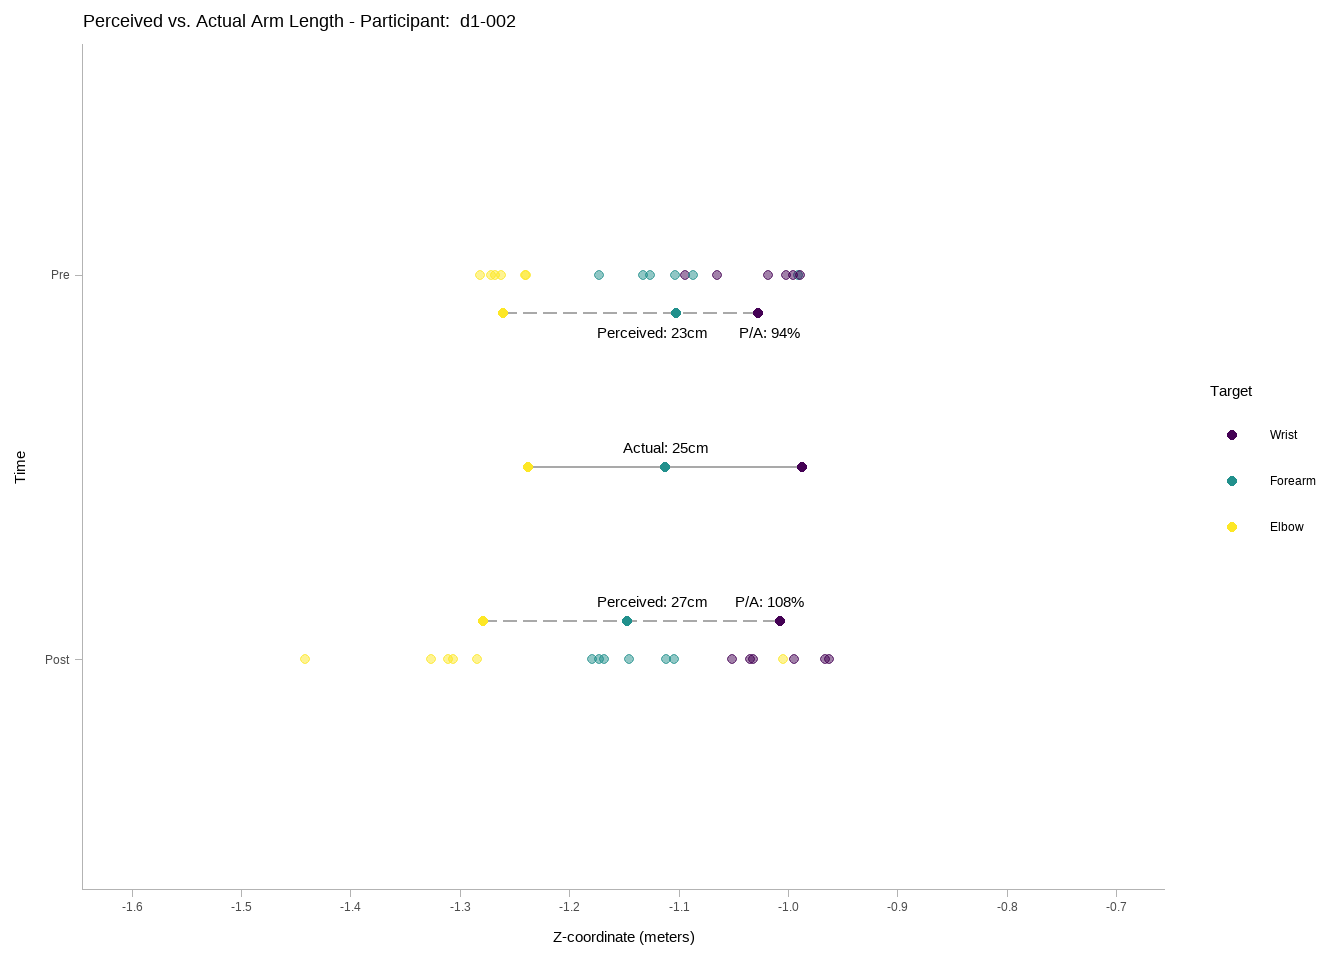 Perceived vs. Actual Arm Length - Participant:  d1-002
Pre
Perceived: 23cm
P/A: 94%
Actual: 25cm
Perceived: 27cm
P/A: 108%
Post
Time
-1.6
-1.5
-1.4
-1.3
-1.2
-1.1
-1.0
-0.9
-0.8
-0.7
Z-coordinate (meters)
Target
Wrist
Forearm
Elbow